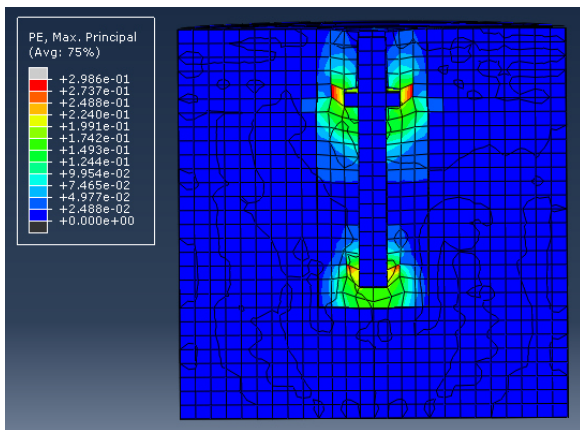 PE, Max. Principal
(Avg: 75%)
+2.986e-01
+2.737e-01
+2.488e-01
+2.240e-01
+1.991e-01
+1.742e-01
+1.493e-01
+1.244e-01
+9.954e-02
+7.465e-02
+4.977e-02
+2.488e-02
+0.000e+00